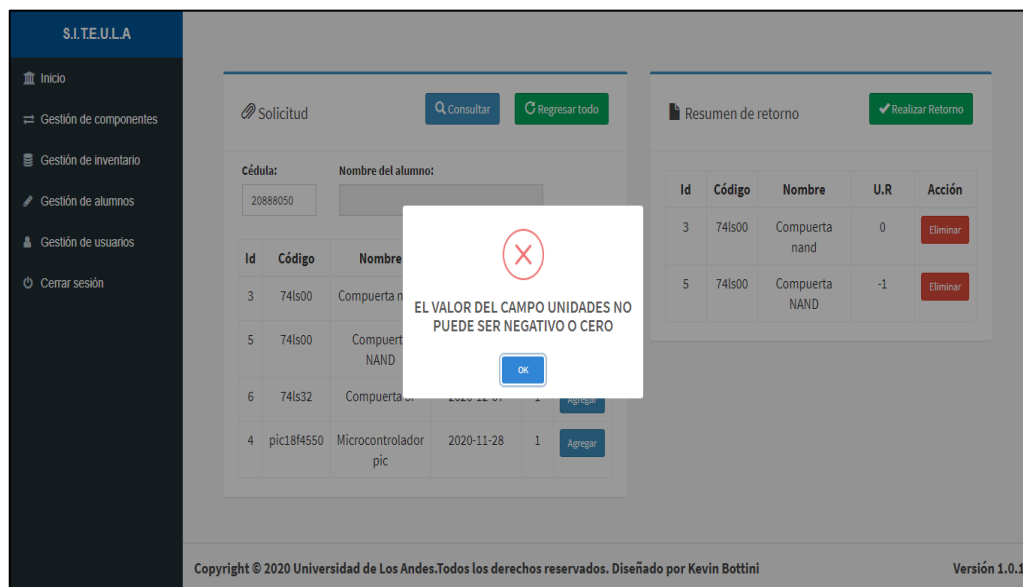 S.I.T.E.U.L.A
Inicio
Gestión de componentes
Gestión de inventario
Gestión de alumnos
Gestión de usuarios
Cerrar sesión
Solicitud
Consultar
Regresar todo
Cédula:
Nombre del alumno:
20888050
Id Código Nombre
3 74ls00 Compuerta n
5 74ls00 Compuert
NAND
6 74ls32 Compuerta 1 Agregar
4 pic18f4550 Microcontrolador 2020-11-28 1 Agregar
pic
EL VALOR DEL CAMPO UNIDADES NO
PUEDE SER NEGATIVO O CERO
OK
Resumen de retorno
Realizar Retorno
Id Código Nombre U.R Acción
3 74ls00 Compuerta 0 Eliminar
nand
5 74ls00 Compuerta -1 Eliminar
NAND
Copyright © 2020 Universidad de Los Andes.Todos los derechos reservados. Diseñado por Kevin Bottini
Versión 1.0.1